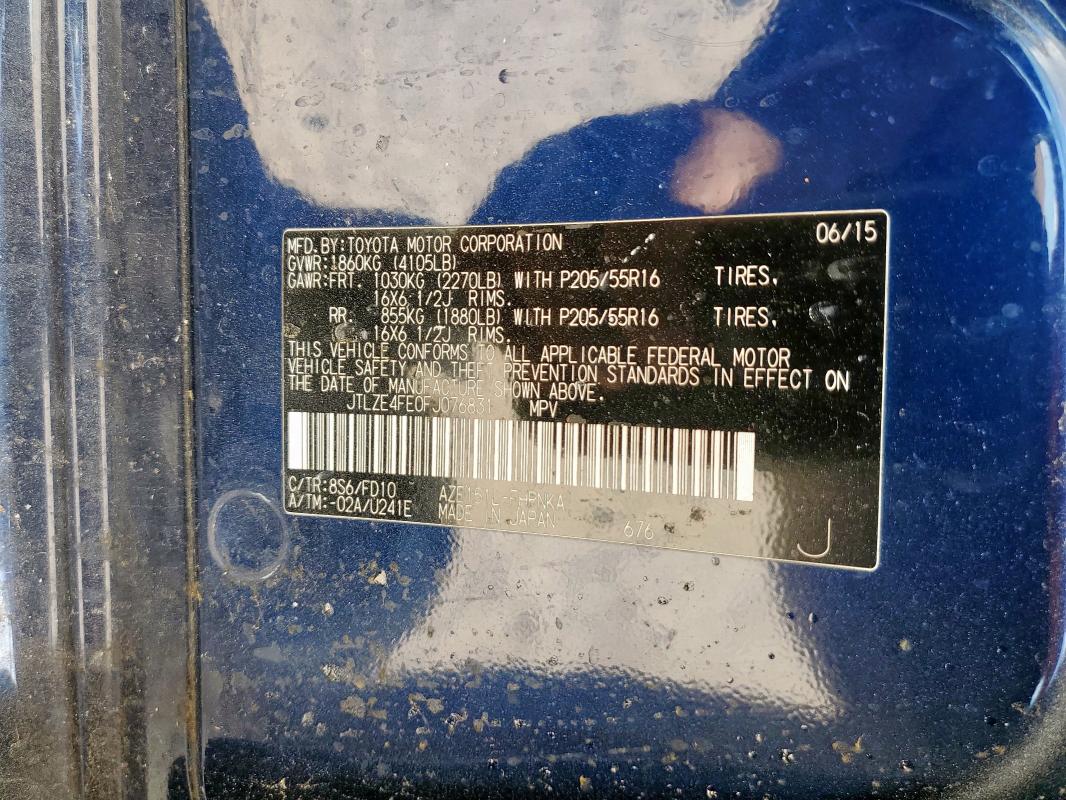 MFD. BY: TOYOTA MOTOR CORPORATION 06/15
GVWR: 1860KG (4105LB)
GAWR: FRT. 1030KG (2270LB) WITH P205/55R16 TIRES,
16X6 1/2J RIMS.
RR. 855KG (1880LB) WITH P205/55R16 TIRES,
16X6 1/2J RIMS.
THIS VEHICLE CONFORMS TO ALL APPLICABLE FEDERAL MOTOR
VEHICLE SAFETY AND THEFT PREVENTION STANDARDS IN EFFECT ON
THE DATE OF MANUFACTURE SHOWN ABOVE.
JTLZE4FE0FJ076831 MPV
C/TR: 8S6/FD10
A/TM: -02A/U241E MADE IN JAPAN 676 J